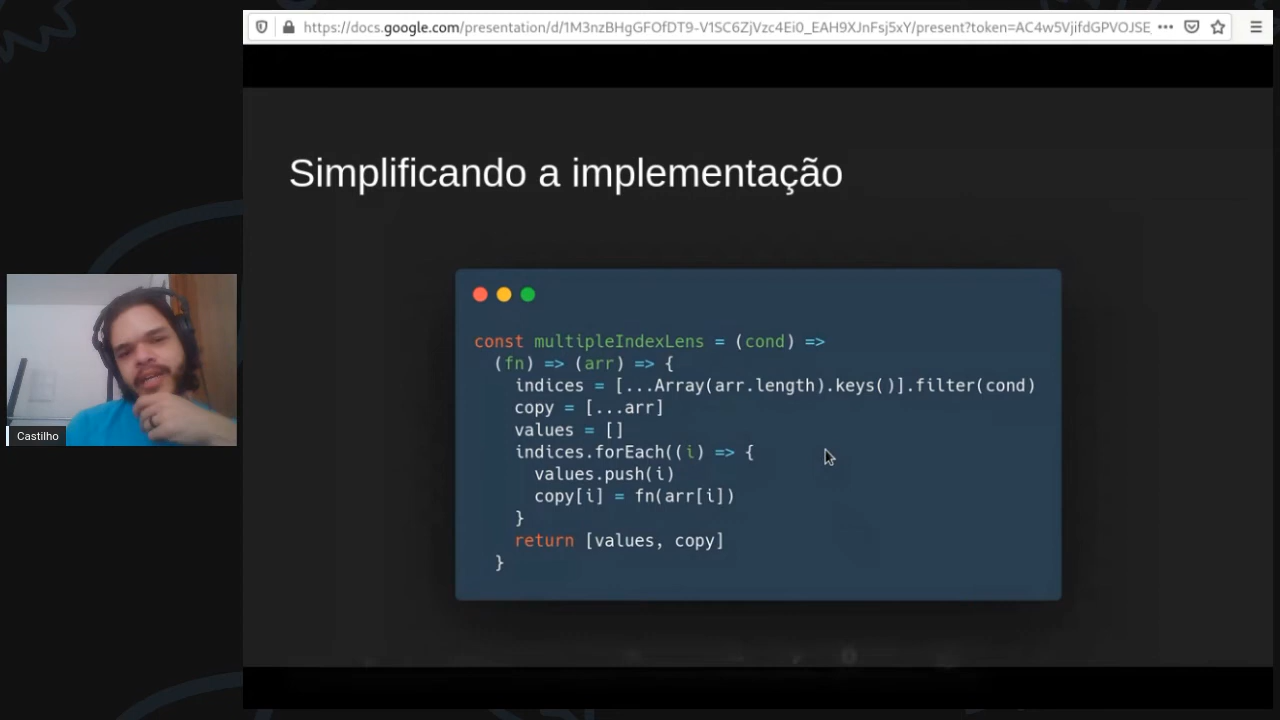 https://docs.google.com/presentation/d/1M3nzBHgGFOfDT9-V1SC6ZjVzc4Ei0_EAH9XJnFsj5xY/present?token=AC4w5VjifdGPVOJSE
Simplificando a implementação
const multipleIndexLens = (cond) =>
(fn) => (arr) => {
indices = [...Array(arr.length).keys()].filter(cond)
copy = [...arr]
values = []
indices.forEach((i) => {
values.push(i)
copy[i] = fn(arr[i])
}
return [values, copy]
}
Castilho